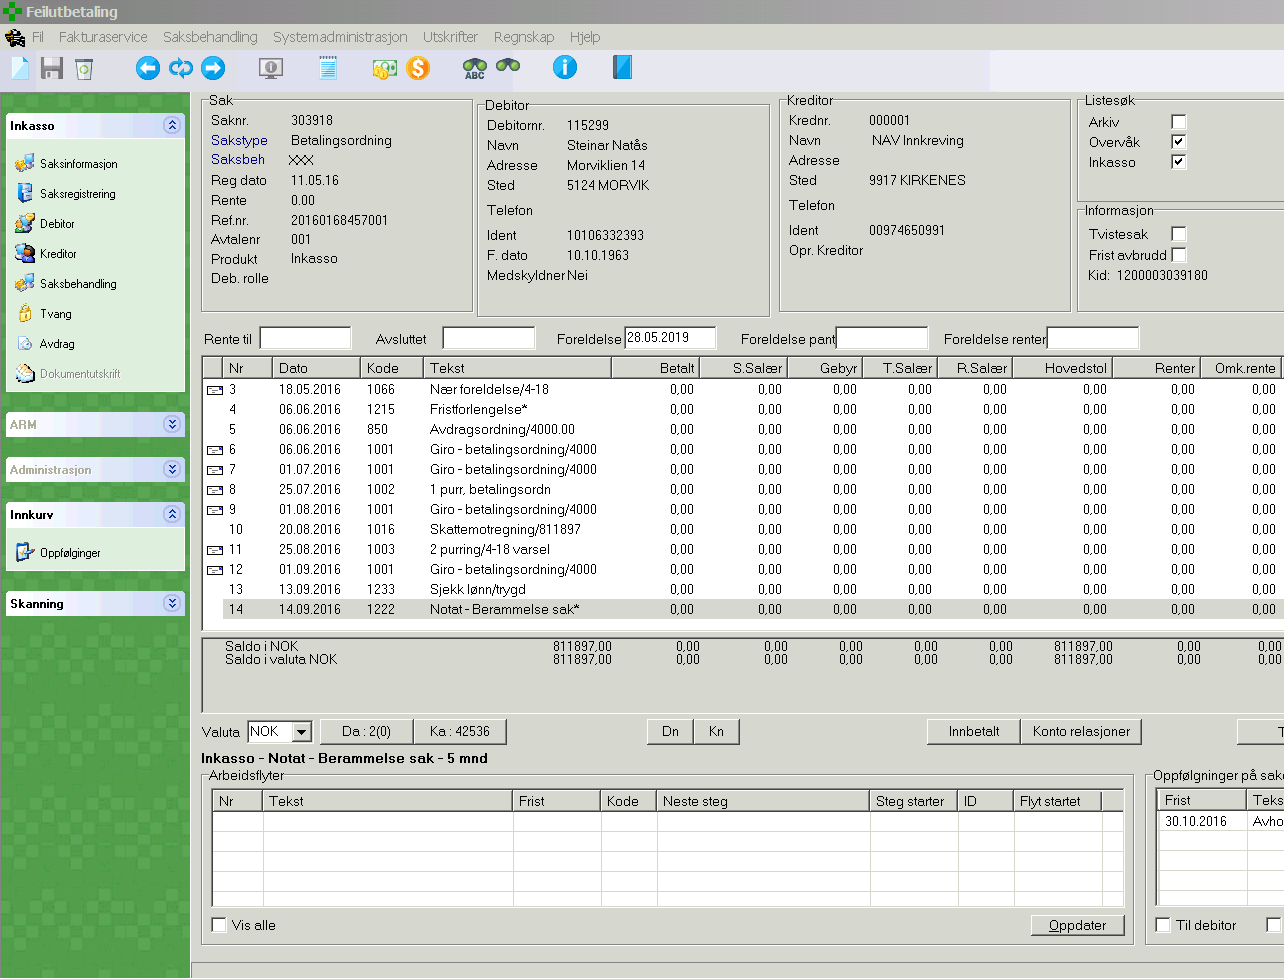 Feilutbetaling
Fil Fakturaservice Saksbehandling Systemadministrasjon Utskrifter Regnskap Hjelp
ABC
Inkasso
Saksinformasjon
Saksregistrering
Debitor
Kreditor
Saksbehandling
Tvang
Avdrag
Dokumentutskrift
ARM
Administrasjon
Innkurv
Oppfølginger
Skanning
Sak
Saknr. 303918
Sakstype Betalingsordning
Saksbeh XXX
Reg dato 11.05.16
Rente 0.00
Ref.nr. 20160168457001
Avtalenr 001
Produkt Inkasso
Deb. rolle
Debitor
Debitornr. 115299
Navn Steinar Natås
Adresse Morviklien 14
Sted 5124 MORVIK
Telefon
Ident 10106332393
F. dato 10.10.1963
Medskyldner Nei
Kreditor
Krednr. 000001
Navn NAV Innkreving
Adresse
Sted 9917 KIRKENES
Telefon
Ident 00974650991
Opr. Kreditor
Listesøk
Arkiv
Overvåk
Inkasso
Informasjon
Tvistesak
Frist avbrudd
Kid: 1200003039180
Rente til Avsluttet Foreldelse 28.05.2019 Foreldelse pant Foreldelse renter
Nr Dato Kode Tekst Betalt S.Salær Gebyr T.Salær R.Salær Hovedstol Renter Omk.rente
3 18.05.2016 1066 Nær foreldelse/4-18 0,00 0,00 0,00 0,00 0,00 0,00 0,00 0,00
4 06.06.2016 1215 Fristforlengelse* 0,00 0,00 0,00 0,00 0,00 0,00 0,00 0,00
5 06.06.2016 850 Avdragsordning/4000.00 0,00 0,00 0,00 0,00 0,00 0,00 0,00 0,00
6 06.06.2016 1001 Giro - betalingsordning/4000 0,00 0,00 0,00 0,00 0,00 0,00 0,00 0,00
7 01.07.2016 1001 Giro - betalingsordning/4000 0,00 0,00 0,00 0,00 0,00 0,00 0,00 0,00
8 25.07.2016 1002 1 purr, betalingsordn 0,00 0,00 0,00 0,00 0,00 0,00 0,00 0,00
9 01.08.2016 1001 Giro - betalingsordning/4000 0,00 0,00 0,00 0,00 0,00 0,00 0,00 0,00
10 20.08.2016 1016 Skattemotregning/811897 0,00 0,00 0,00 0,00 0,00 0,00 0,00 0,00
11 25.08.2016 1003 2 purring/4-18 varsel 0,00 0,00 0,00 0,00 0,00 0,00 0,00 0,00
12 01.09.2016 1001 Giro - betalingsordning/4000 0,00 0,00 0,00 0,00 0,00 0,00 0,00 0,00
13 13.09.2016 1233 Sjekk lønn/trygd 0,00 0,00 0,00 0,00 0,00 0,00 0,00 0,00
14 14.09.2016 1222 Notat - Berammelse sak* 0,00 0,00 0,00 0,00 0,00 0,00 0,00 0,00
Saldo i NOK 811897,00 0,00 0,00 0,00 0,00 0,00 811897,00 0,00 0,00
Saldo i valuta NOK 811897,00 0,00 0,00 0,00 0,00 0,00 811897,00 0,00 0,00
Valuta NOK Da : 2(0) Ka : 42536 Dn Kn Innbetalt Konto relasjoner T
Inkasso - Notat - Berammelse sak - 5 mnd
Arbeidsflyter
Nr Tekst Frist Kode Neste steg Steg starter ID Flyt startet
Vis alle Oppdater
Oppfølgninger på sak
Frist Teks
30.10.2016 Avho
Til debitor